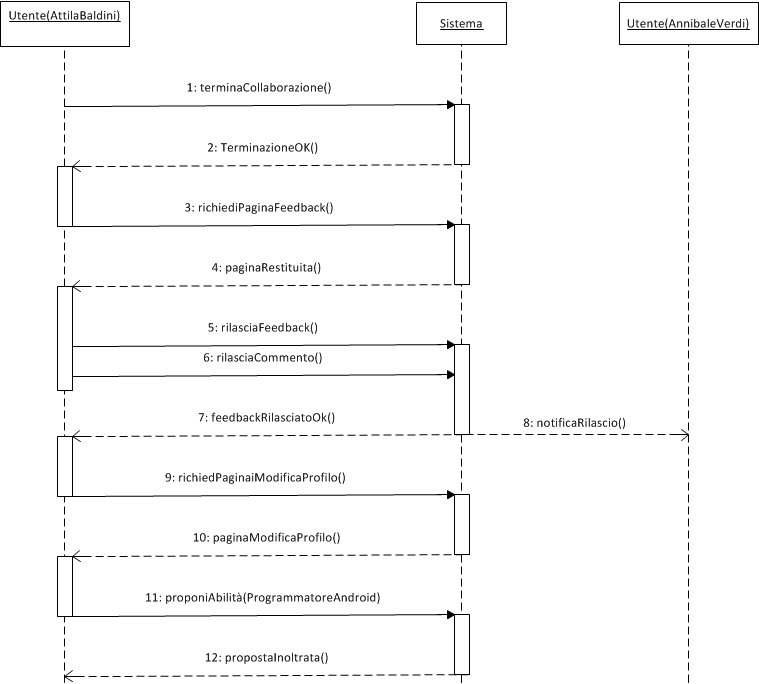 Utente(AttilaBaldini)
Sistema
Utente(AnnibaleVerdi)
1: terminaCollaborazione()
2: TerminazioneOK()
3: richiediPaginaFeedback()
4: paginaRestituita()
5: rilasciaFeedback()
6: rilasciaCommento()
7: feedbackRilasciatoOk()
8: notificaRilascio()
9: richiedPaginaiModificaProfilo()
10: paginaModificaProfilo()
11: proponiAbilità(ProgrammatoreAndroid)
12: propostaInoltrata()